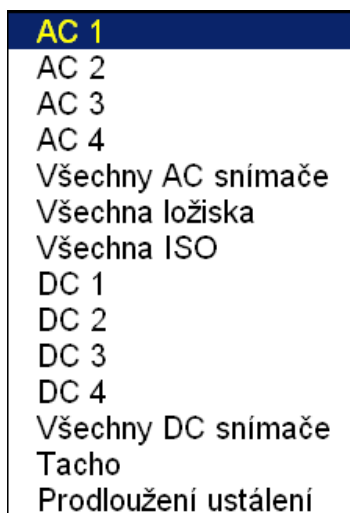 AC 1
AC 2
AC 3
AC 4
Všechny AC snímače
Všechna ložiska
Všechna ISO
DC 1
DC 2
DC 3
DC 4
Všechny DC snímače
Tacho
Prodloužení ustálení